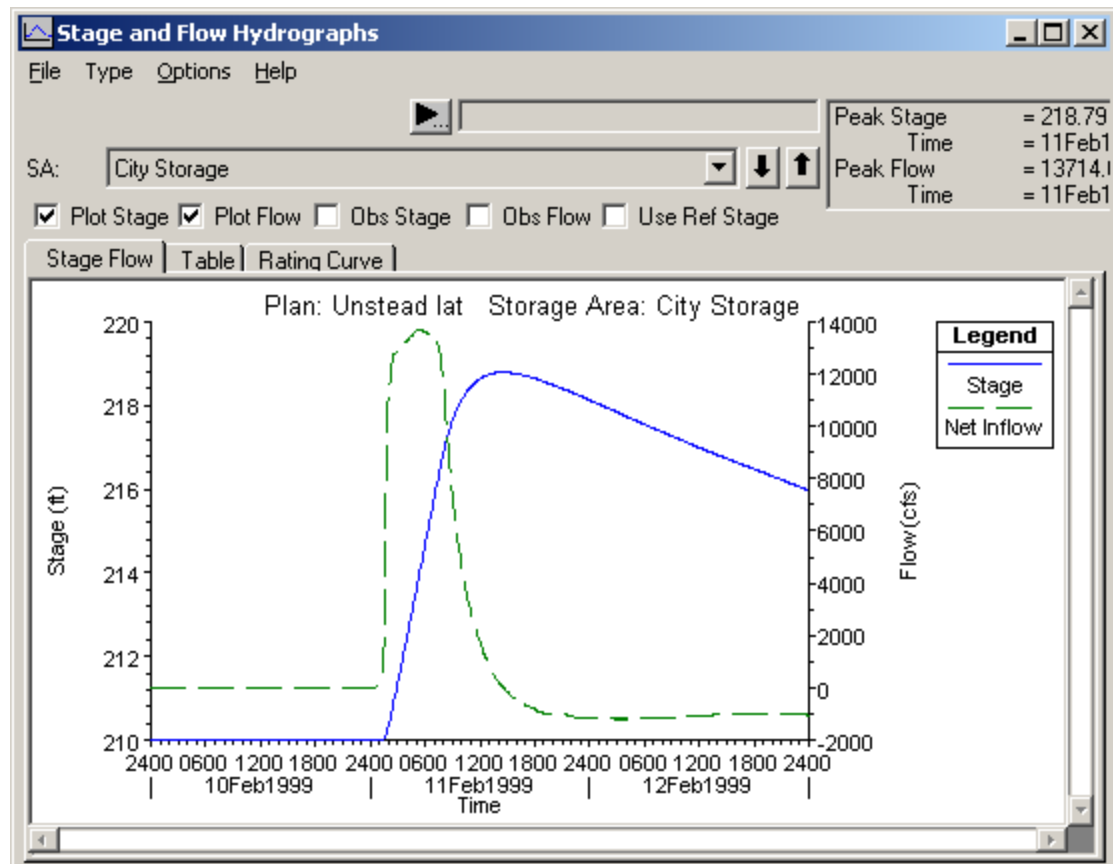 Stage and Flow Hydrographs
File Type Options Help
Peak Stage = 218.79
Time = 11Feb1
Peak Flow = 13714.
Time = 11Feb1
SA: City Storage
Plot Stage Plot Flow Obs Stage Obs Flow Use Ref Stage
Stage Flow Table Rating Curve
Plan: Unstead lat Storage Area: City Storage
220
218
216
214
212
210
Stage (ft)
14000
12000
10000
8000
6000
4000
2000
0
-2000
Flow (cfs)
Legend
Stage
Net Inflow
2400 0600 1200 1800 2400 0600 1200 1800 2400 0600 1200 1800 2400
10Feb1999 11Feb1999 12Feb1999
Time